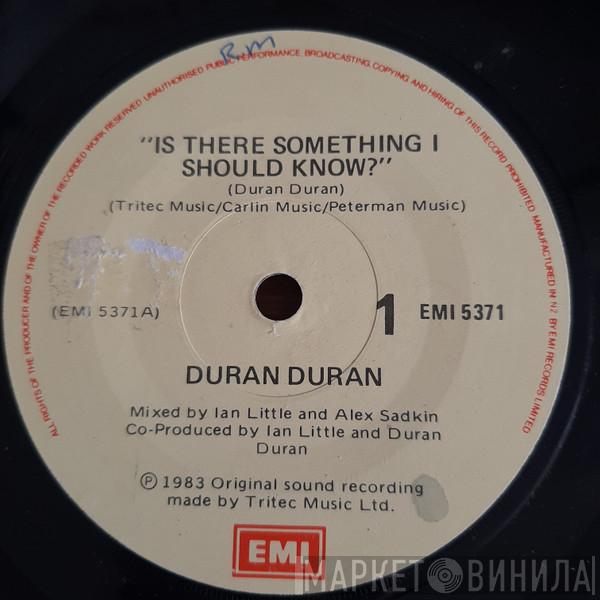 RM
ALL RIGHTS OF THE PRODUCER AND OF THE OWNER OF THE RECORDED WORK RESERVED UNAUTHORISED PUBLIC PERFORMANCE, BROADCASTING, COPYING AND HIRING OF THIS RECORD PROHIBITED MANUFACTURED IN NZ BY EMI RECORDS LIMITED
"IS THERE SOMETHING I
SHOULD KNOW?"
(Duran Duran)
(Tritec Music/Carlin Music/Peterman Music)
(EMI 5371A)
1 EMI 5371
DURAN DURAN
Mixed by Ian Little and Alex Sadkin
Co-Produced by Ian Little and Duran
Duran
℗ 1983 Original sound recording
made by Tritec Music Ltd.
EMI
МАРКЕТ ВИНИЛА